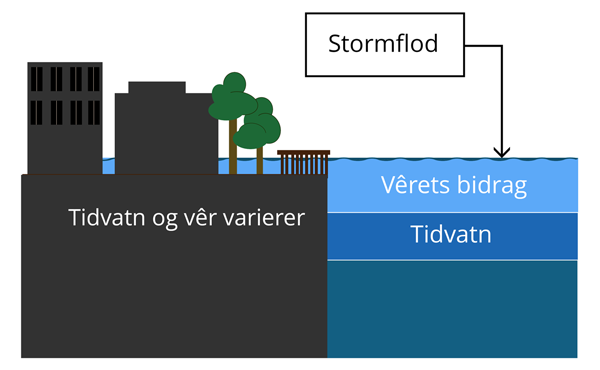 Stormflod
Vêrets bidrag
Tidvatn og vêr varierer
Tidvatn